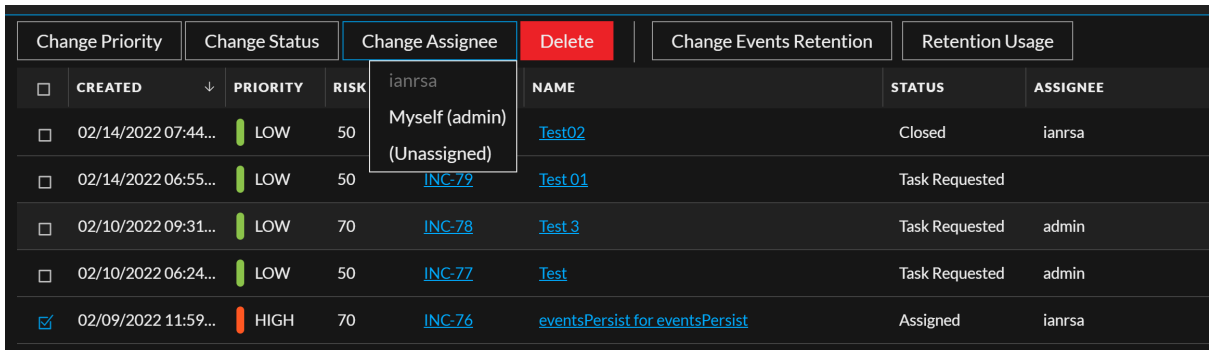 Change Priority Change Status Change Assignee Delete Change Events Retention Retention Usage
CREATED ↓ PRIORITY RISK NAME STATUS ASSIGNEE
ianrsa
Myself (admin)
(Unassigned)
02/14/2022 07:44... LOW 50 Test02 Closed ianrsa
02/14/2022 06:55... LOW 50 INC-79 Test 01 Task Requested
02/10/2022 09:31... LOW 70 INC-78 Test 3 Task Requested admin
02/10/2022 06:24... LOW 50 INC-77 Test Task Requested admin
02/09/2022 11:59... HIGH 70 INC-76 eventsPersist for eventsPersist Assigned ianrsa